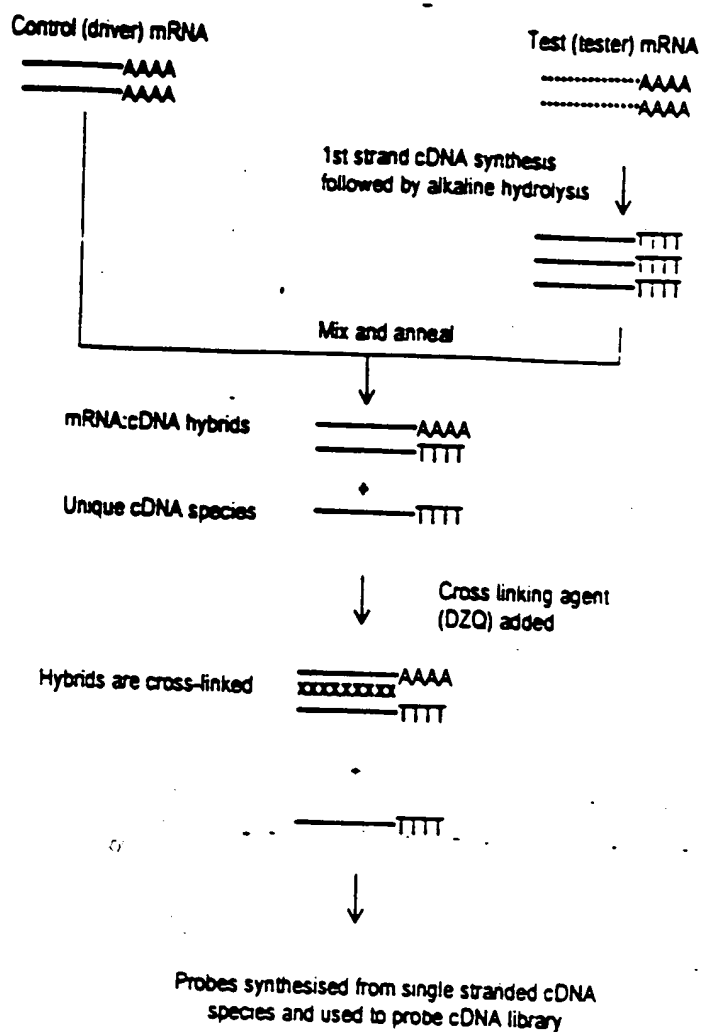 Control (driver) mRNA
AAAA
AAAA
Test (tester) mRNA
AAAA
AAAA
1st strand cDNA synthesis
followed by alkaline hydrolysis
TTTT
TTTT
TTTT
Mix and anneal
mRNA:cDNA hybrids
AAAA
TTTT
+
Unique cDNA species
TTTT
Cross linking agent
(DZQ) added
Hybrids are cross-linked
AAAA
XXXXXXXXX
TTTT
+
TTTT
Probes synthesised from single stranded cDNA
species and used to probe cDNA library